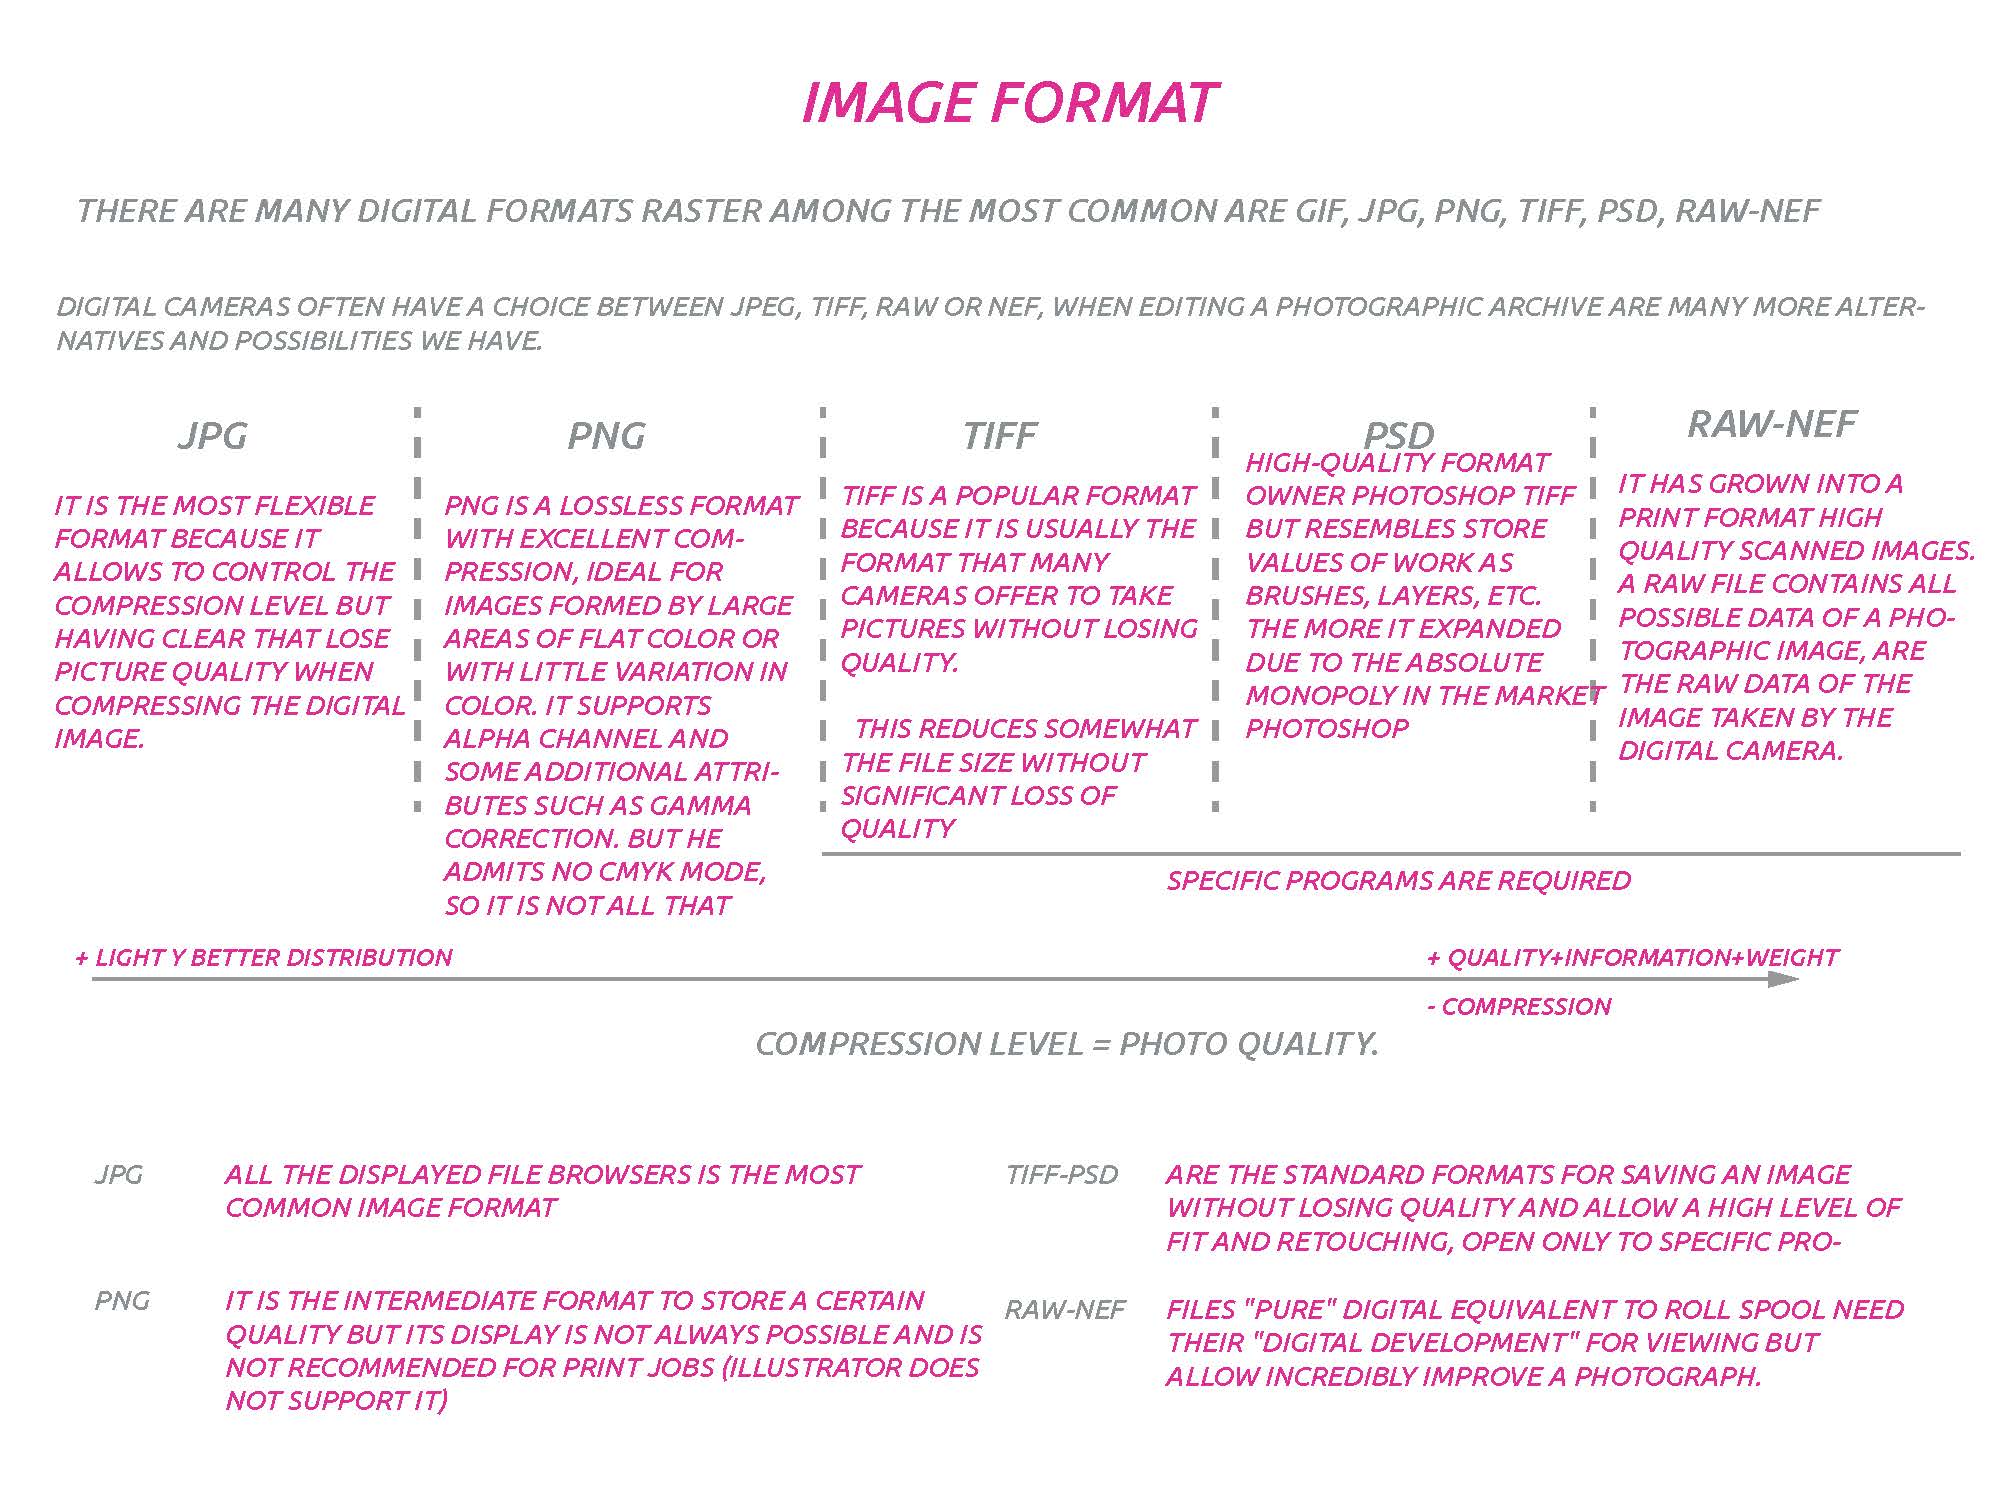 IMAGE FORMAT
THERE ARE MANY DIGITAL FORMATS RASTER AMONG THE MOST COMMON ARE GIF, JPG, PNG, TIFF, PSD, RAW-NEF
DIGITAL CAMERAS OFTEN HAVE A CHOICE BETWEEN JPEG, TIFF, RAW OR NEF, WHEN EDITING A PHOTOGRAPHIC ARCHIVE ARE MANY MORE ALTER-
NATIVES AND POSSIBILITIES WE HAVE.
JPG
IT IS THE MOST FLEXIBLE
FORMAT BECAUSE IT
ALLOWS TO CONTROL THE
COMPRESSION LEVEL BUT
HAVING CLEAR THAT LOSE
PICTURE QUALITY WHEN
COMPRESSING THE DIGITAL
IMAGE.
PNG
PNG IS A LOSSLESS FORMAT
WITH EXCELLENT COM-
PRESSION, IDEAL FOR
IMAGES FORMED BY LARGE
AREAS OF FLAT COLOR OR
WITH LITTLE VARIATION IN
COLOR. IT SUPPORTS
ALPHA CHANNEL AND
SOME ADDITIONAL ATTRI-
BUTES SUCH AS GAMMA
CORRECTION. BUT HE
ADMITS NO CMYK MODE,
SO IT IS NOT ALL THAT
TIFF
TIFF IS A POPULAR FORMAT
BECAUSE IT IS USUALLY THE
FORMAT THAT MANY
CAMERAS OFFER TO TAKE
PICTURES WITHOUT LOSING
QUALITY.
THIS REDUCES SOMEWHAT
THE FILE SIZE WITHOUT
SIGNIFICANT LOSS OF
QUALITY
PSD
HIGH-QUALITY FORMAT
OWNER PHOTOSHOP TIFF
BUT RESEMBLES STORE
VALUES OF WORK AS
BRUSHES, LAYERS, ETC.
THE MORE IT EXPANDED
DUE TO THE ABSOLUTE
MONOPOLY IN THE MARKET
PHOTOSHOP
RAW-NEF
IT HAS GROWN INTO A
PRINT FORMAT HIGH
QUALITY SCANNED IMAGES.
A RAW FILE CONTAINS ALL
POSSIBLE DATA OF A PHO-
TOGRAPHIC IMAGE, ARE
THE RAW DATA OF THE
IMAGE TAKEN BY THE
DIGITAL CAMERA.
SPECIFIC PROGRAMS ARE REQUIRED
+ LIGHT Y BETTER DISTRIBUTION
+ QUALITY+INFORMATION+WEIGHT
- COMPRESSION
COMPRESSION LEVEL = PHOTO QUALITY.
JPG
ALL THE DISPLAYED FILE BROWSERS IS THE MOST
COMMON IMAGE FORMAT
PNG
IT IS THE INTERMEDIATE FORMAT TO STORE A CERTAIN
QUALITY BUT ITS DISPLAY IS NOT ALWAYS POSSIBLE AND IS
NOT RECOMMENDED FOR PRINT JOBS (ILLUSTRATOR DOES
NOT SUPPORT IT)
TIFF-PSD
ARE THE STANDARD FORMATS FOR SAVING AN IMAGE
WITHOUT LOSING QUALITY AND ALLOW A HIGH LEVEL OF
FIT AND RETOUCHING, OPEN ONLY TO SPECIFIC PRO-
RAW-NEF
FILES "PURE" DIGITAL EQUIVALENT TO ROLL SPOOL NEED
THEIR "DIGITAL DEVELOPMENT" FOR VIEWING BUT
ALLOW INCREDIBLY IMPROVE A PHOTOGRAPH.